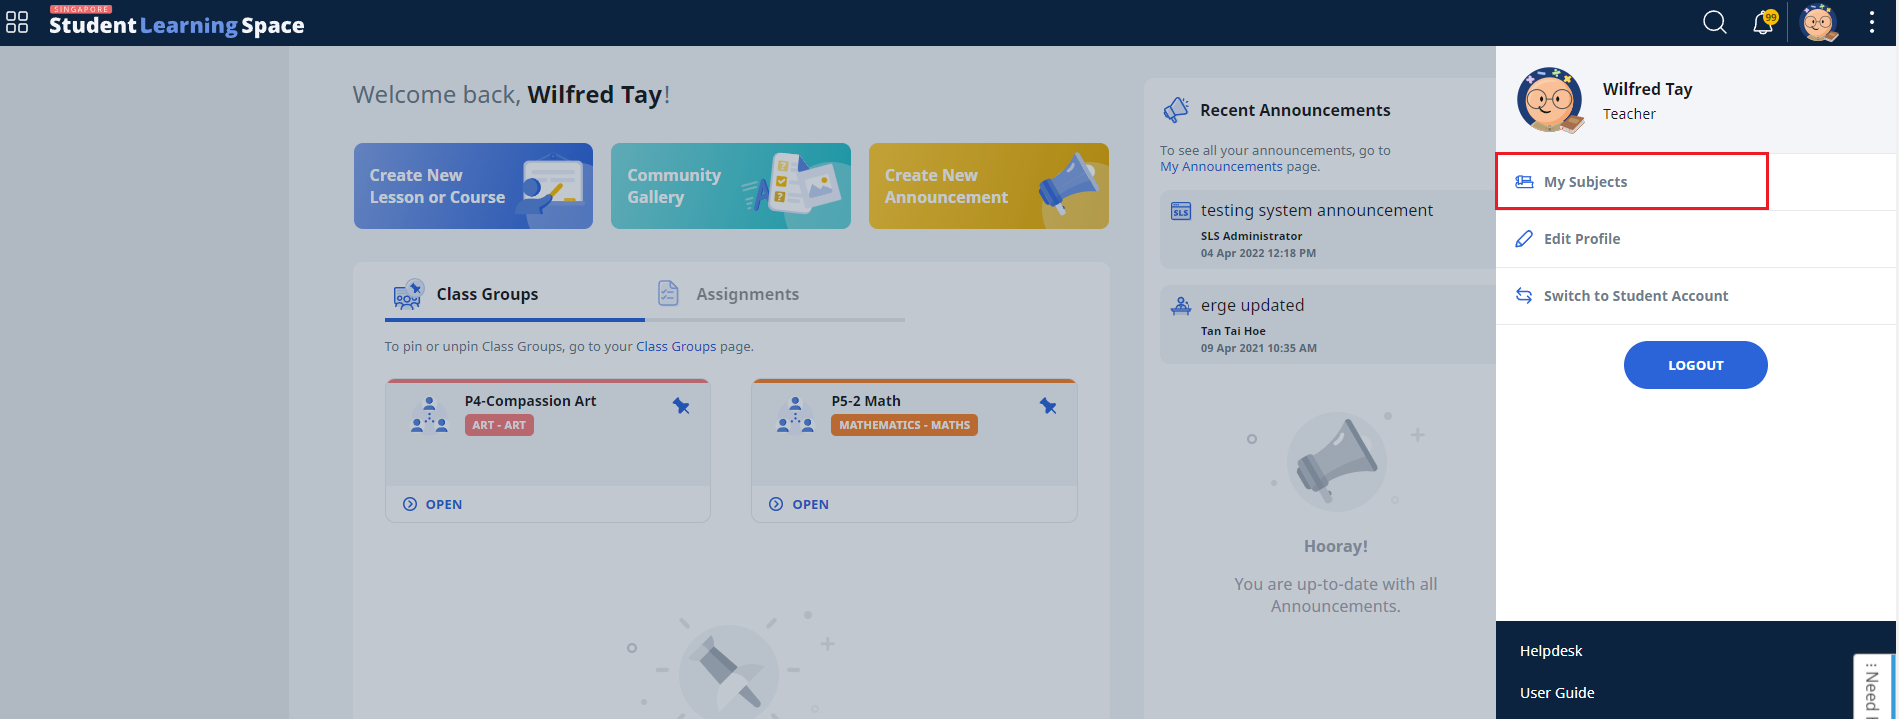 SINGAPORE
Student Learning Space
99
Welcome back, Wilfred Tay!
Create New
Lesson or Course
Community
Gallery
Create New
Announcement
Class Groups
Assignments
To pin or unpin Class Groups, go to your Class Groups page.
P4-Compassion Art
ART - ART
OPEN
P5-2 Math
MATHEMATICS - MATHS
OPEN
Recent Announcements
To see all your announcements, go to
My Announcements page.
SLS
testing system announcement
SLS Administrator
04 Apr 2022 12:18 PM
erge updated
Tan Tai Hoe
09 Apr 2021 10:35 AM
Hooray!
You are up-to-date with all
Announcements.
Wilfred Tay
Teacher
My Subjects
Edit Profile
Switch to Student Account
LOGOUT
Helpdesk
User Guide
Need